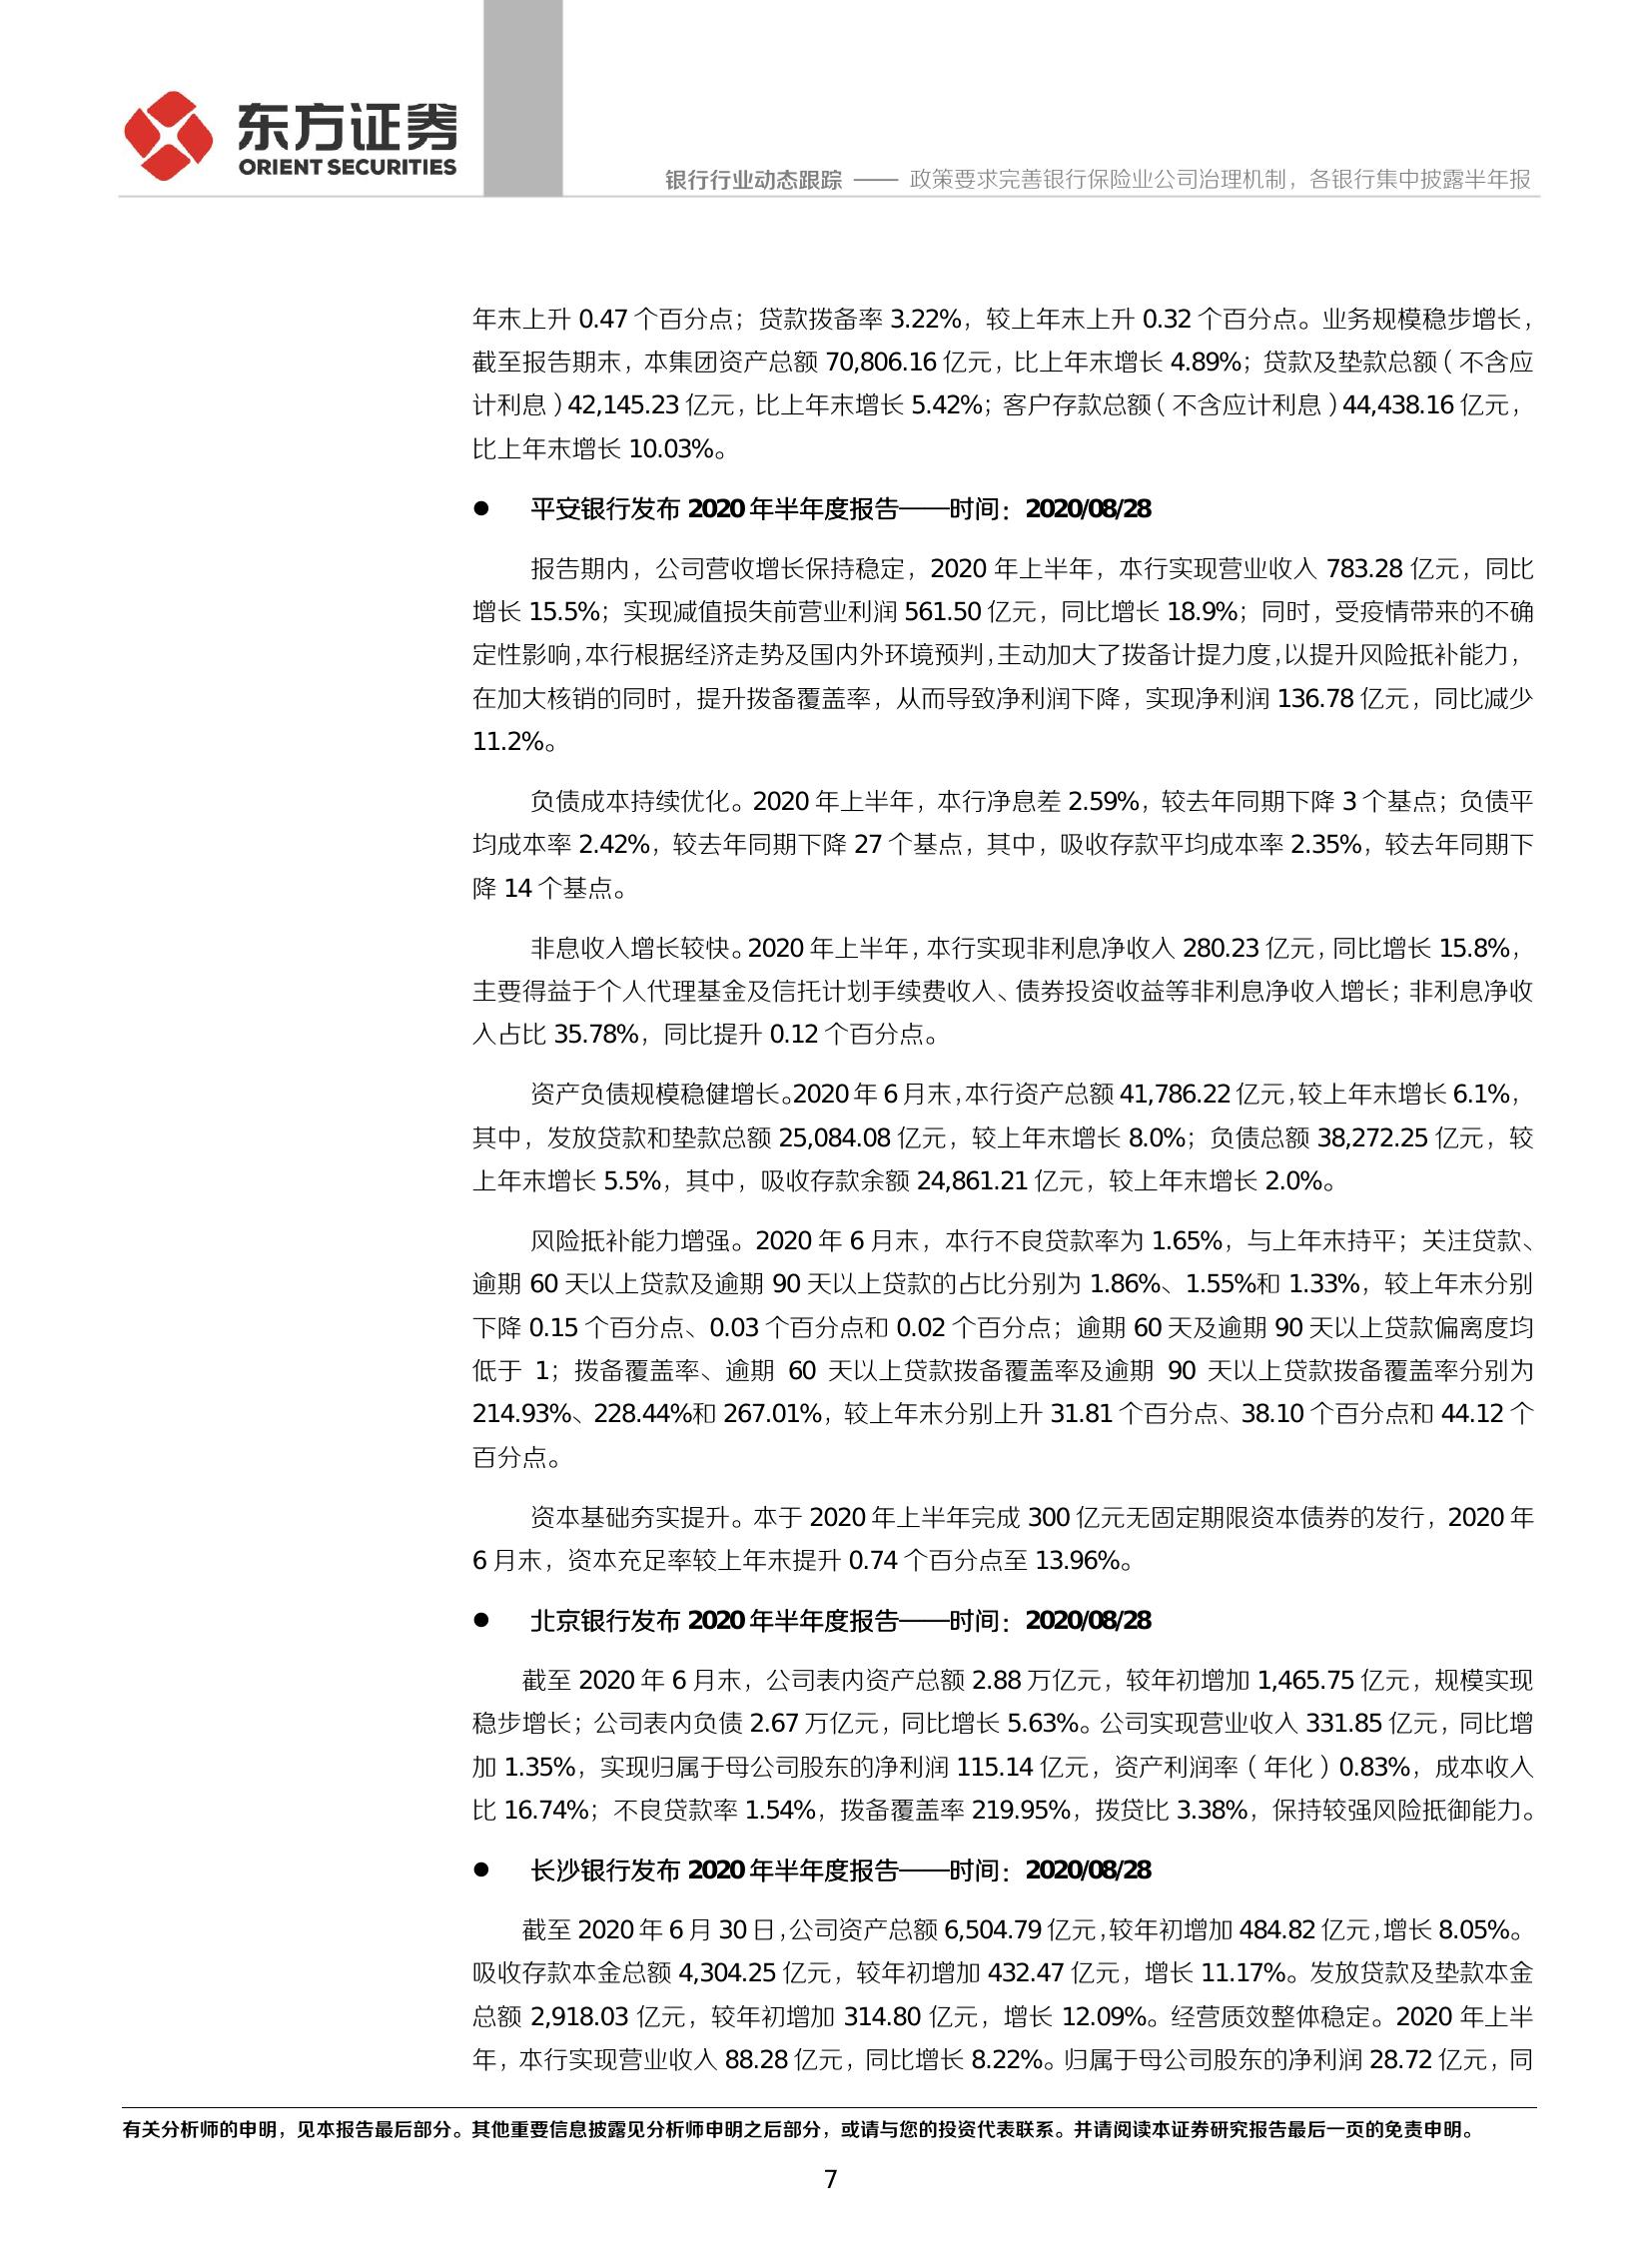 东方证券
ORIENT SECURITIES
银行行业动态跟踪 —— 政策要求完善银行保险业公司治理机制，各银行集中披露半年报
年末上升 0.47 个百分点；贷款拨备率 3.22%，较上年末上升 0.32 个百分点。业务规模稳步增长，
截至报告期末，本集团资产总额 70,806.16 亿元，比上年末增长 4.89%；贷款及垫款总额（不含应
计利息）42,145.23 亿元，比上年末增长 5.42%；客户存款总额（不含应计利息）44,438.16 亿元，
比上年末增长 10.03%。
● 平安银行发布 2020 年半年度报告——时间：2020/08/28
报告期内，公司营收增长保持稳定，2020 年上半年，本行实现营业收入 783.28 亿元，同比
增长 15.5%；实现减值损失前营业利润 561.50 亿元，同比增长 18.9%；同时，受疫情带来的不确
定性影响，本行根据经济走势及国内外环境预判，主动加大了拨备计提力度，以提升风险抵补能力，
在加大核销的同时，提升拨备覆盖率，从而导致净利润下降，实现净利润 136.78 亿元，同比减少
11.2%。
负债成本持续优化。2020 年上半年，本行净息差 2.59%，较去年同期下降 3 个基点；负债平
均成本率 2.42%，较去年同期下降 27 个基点，其中，吸收存款平均成本率 2.35%，较去年同期下
降 14 个基点。
非息收入增长较快。2020 年上半年，本行实现非利息净收入 280.23 亿元，同比增长 15.8%，
主要得益于个人代理基金及信托计划手续费收入、债券投资收益等非利息净收入增长；非利息净收
入占比 35.78%，同比提升 0.12 个百分点。
资产负债规模稳健增长。2020 年 6 月末，本行资产总额 41,786.22 亿元，较上年末增长 6.1%，
其中，发放贷款和垫款总额 25,084.08 亿元，较上年末增长 8.0%；负债总额 38,272.25 亿元，较
上年末增长 5.5%，其中，吸收存款余额 24,861.21 亿元，较上年末增长 2.0%。
风险抵补能力增强。2020 年 6 月末，本行不良贷款率为 1.65%，与上年末持平；关注贷款、
逾期 60 天以上贷款及逾期 90 天以上贷款的占比分别为 1.86%、1.55%和 1.33%，较上年末分别
下降 0.15 个百分点、0.03 个百分点和 0.02 个百分点；逾期 60 天及逾期 90 天以上贷款偏离度均
低于 1；拨备覆盖率、逾期 60 天以上贷款拨备覆盖率及逾期 90 天以上贷款拨备覆盖率分别为
214.93%、228.44%和 267.01%，较上年末分别上升 31.81 个百分点、38.10 个百分点和 44.12 个
百分点。
资本基础夯实提升。本于 2020 年上半年完成 300 亿元无固定期限资本债券的发行，2020 年
6 月末，资本充足率较上年末提升 0.74 个百分点至 13.96%。
● 北京银行发布 2020 年半年度报告——时间：2020/08/28
截至 2020 年 6 月末，公司表内资产总额 2.88 万亿元，较年初增加 1,465.75 亿元，规模实现
稳步增长；公司表内负债 2.67 万亿元，同比增长 5.63%。公司实现营业收入 331.85 亿元，同比增
加 1.35%，实现归属于母公司股东的净利润 115.14 亿元，资产利润率（年化）0.83%，成本收入
比 16.74%；不良贷款率 1.54%，拨备覆盖率 219.95%，拨贷比 3.38%，保持较强风险抵御能力。
● 长沙银行发布 2020 年半年度报告——时间：2020/08/28
截至 2020 年 6 月 30 日，公司资产总额 6,504.79 亿元，较年初增加 484.82 亿元，增长 8.05%。
吸收存款本金总额 4,304.25 亿元，较年初增加 432.47 亿元，增长 11.17%。发放贷款及垫款本金
总额 2,918.03 亿元，较年初增加 314.80 亿元，增长 12.09%。经营质效整体稳定。2020 年上半
年，本行实现营业收入 88.28 亿元，同比增长 8.22%。归属于母公司股东的净利润 28.72 亿元，同
有关分析师的申明，见本报告最后部分。其他重要信息披露见分析师申明之后部分，或请与您的投资代表联系。并请阅读本证券研究报告最后一页的免责申明。
7